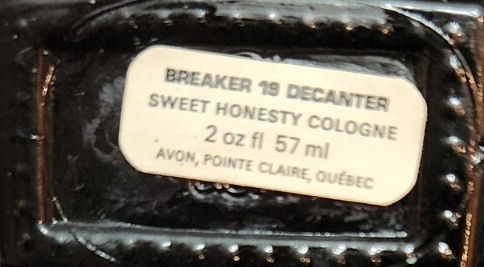 BREAKER 19 DECANTER
SWEET HONESTY COLOGNE
2 oz fl 57 ml
AVON, POINTE CLAIRE, QUÉBEC